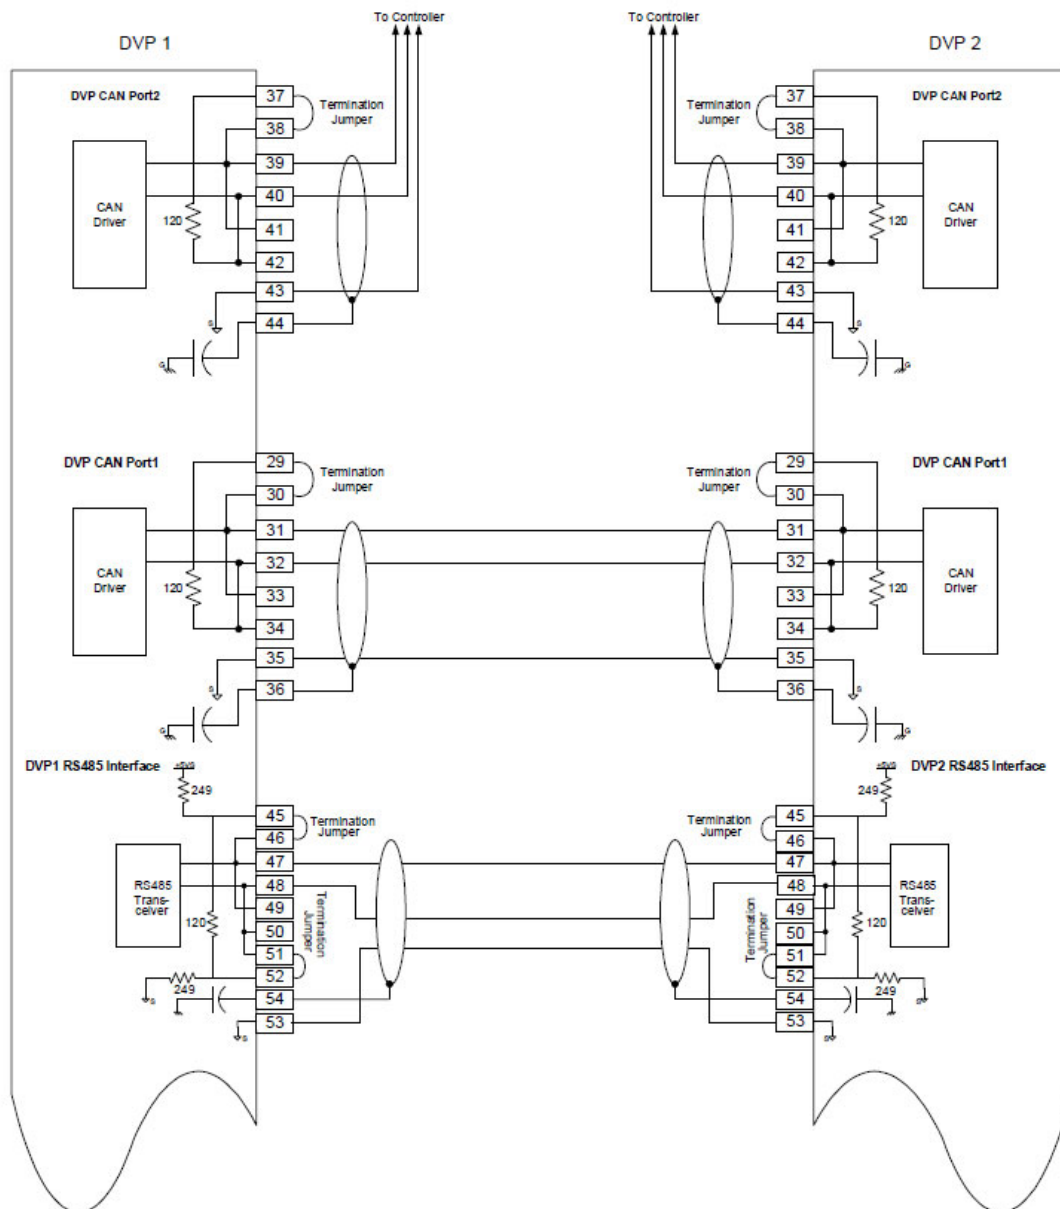 To Controller
To Controller
DVP 1
DVP 2
DVP CAN Port2
37
Termination
Jumper
38
39
40
CAN
Driver
120
41
42
43
S
44
G
Termination
Jumper
37
DVP CAN Port2
38
39
40
CAN
Driver
120
41
42
43
S
44
G
DVP CAN Port1
29
Termination
Jumper
30
31
32
CAN
Driver
120
33
34
35
S
36
G
Termination
Jumper
29
DVP CAN Port1
30
31
32
CAN
Driver
120
33
34
35
S
36
G
DVP1 RS485 Interface
249
45
Termination
Jumper
46
47
RS485
Trans-
ceiver
48
49
120
50
Termination
Jumper
51
52
249
S
54
53
S
DVP2 RS485 Interface
249
Termination
Jumper
45
46
47
48
RS485
Trans-
ceiver
49
120
50
Termination
Jumper
51
52
249
S
54
53
S